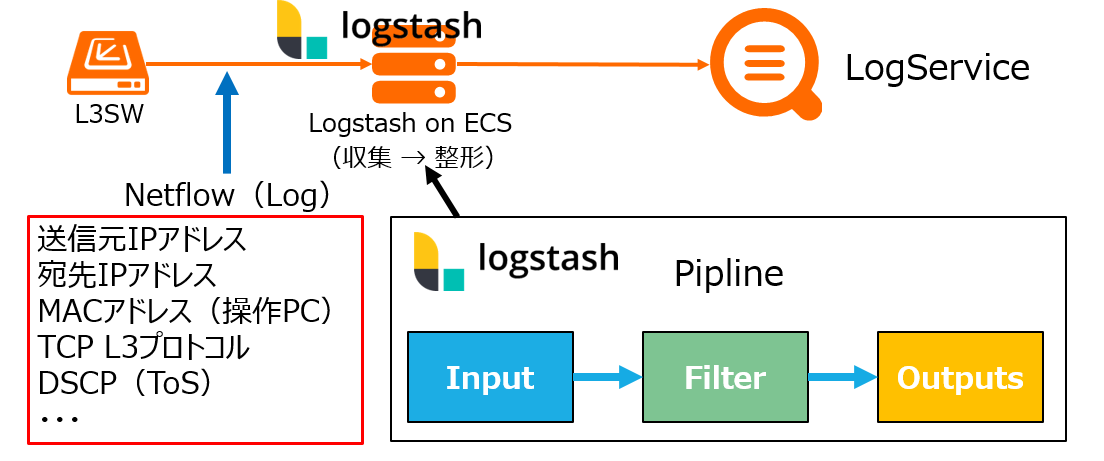 logstash
LogService
L3SW
Logstash on ECS
（収集 → 整形）
Netflow（Log）
送信元IPアドレス
宛先IPアドレス
MACアドレス（操作PC）
TCP L3プロトコル
DSCP（ToS）
・・・
logstash
Pipline
Input
Filter
Outputs